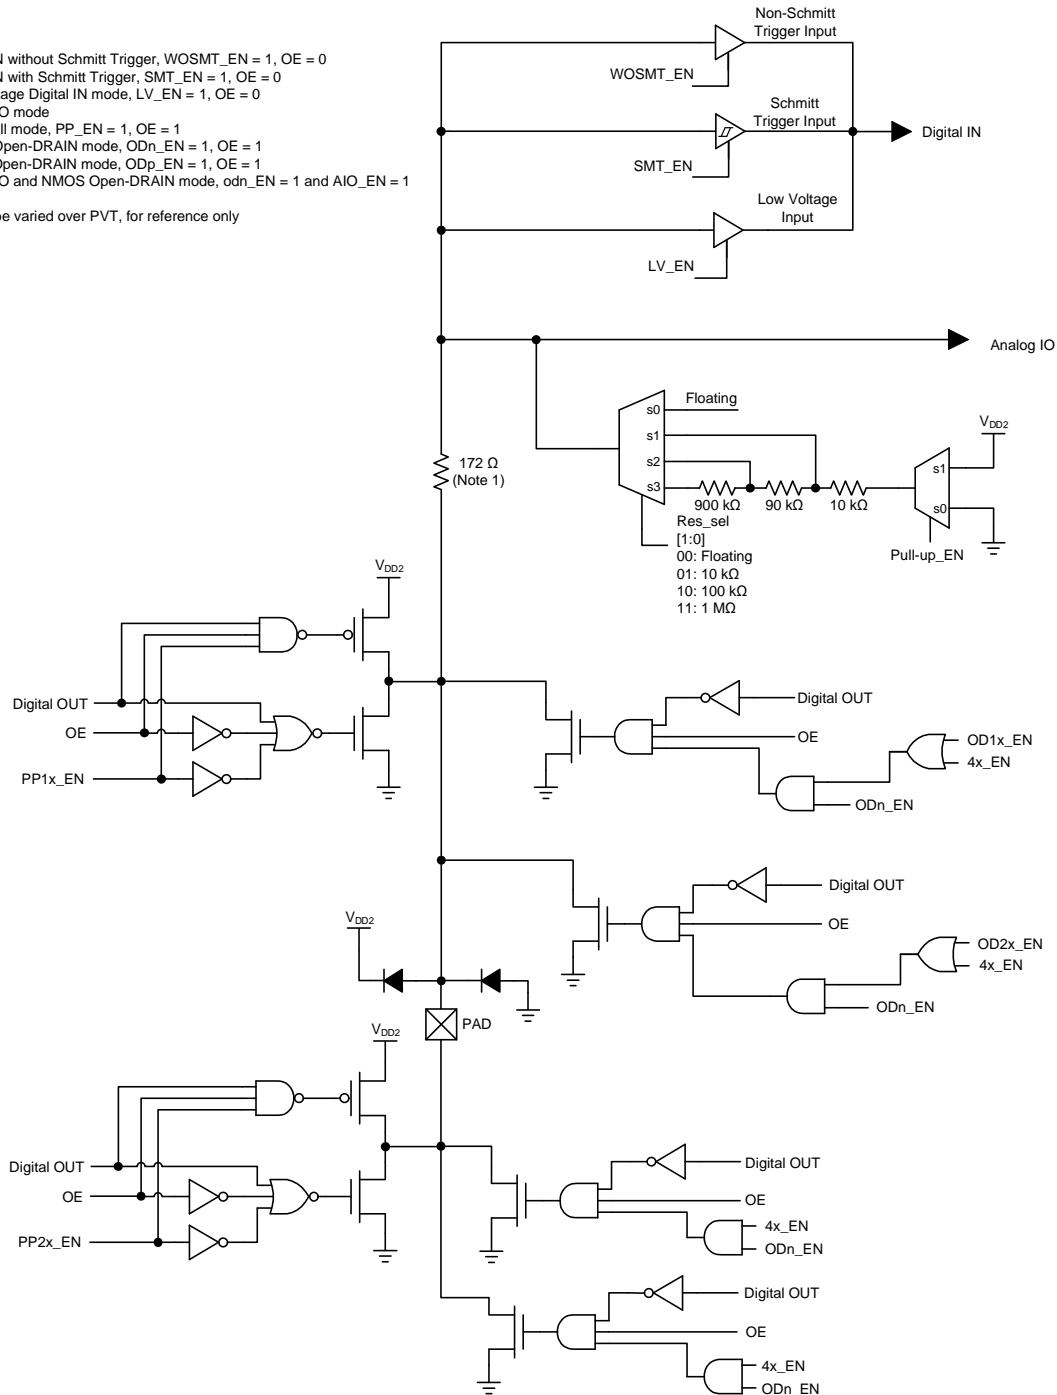 Non-Schmitt
Trigger Input
without Schmitt Trigger, WOSMT_EN = 1, OE = 0
with Schmitt Trigger, SMT_EN = 1, OE = 0
Digital IN mode, LV_EN = 1, OE = 0
mode
mode, PP_EN = 1, OE = 1
Open-DRAIN mode, ODn_EN = 1, OE = 1
Open-DRAIN mode, ODp_EN = 1, OE = 1
and NMOS Open-DRAIN mode, odn_EN = 1 and AIO_EN = 1
be varied over PVT, for reference only
WOSMT_EN
Schmitt
Trigger Input
Digital IN
SMT_EN
Low Voltage
Input
LV_EN
Analog IO
Floating
s0
s1
s2
s3
VDD2
s1
s0
172 Ω
(Note 1)
900 kΩ
90 kΩ
10 kΩ
Res_sel
[1:0]
00: Floating
01: 10 kΩ
10: 100 kΩ
11: 1 MΩ
Pull-up_EN
VDD2
Digital OUT
OE
PP1x_EN
Digital OUT
OE
OD1x_EN
4x_EN
ODn_EN
Digital OUT
OE
OD2x_EN
4x_EN
ODn_EN
VDD2
PAD
VDD2
Digital OUT
OE
PP2x_EN
Digital OUT
OE
4x_EN
ODn_EN
Digital OUT
OE
4x_EN
ODn_EN